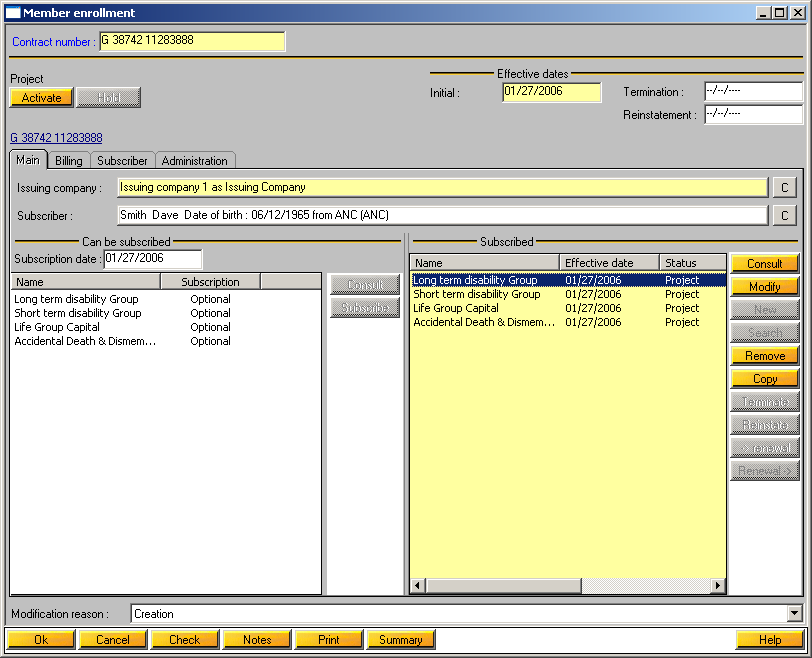 Member enrollment
Contract number : G 38742 11283888
Project
Activate Hold
Effective dates
Initial : 01/27/2006
Termination : --/--/----
Reinstatement : --/--/----
G 38742 11283888
Main Billing Subscriber Administration
Issuing company : Issuing company 1 as Issuing Company C
Subscriber : Smith Dave Date of birth : 06/12/1965 from ANC (ANC) C
Can be subscribed
Subscription date : 01/27/2006
Name Subscription
Long term disability Group Optional
Short term disability Group Optional
Life Group Capital Optional
Accidental Death & Dismem... Optional
Consult
Subscribe
Subscribed
Name Effective date Status
Long term disability Group 01/27/2006 Project
Short term disability Group 01/27/2006 Project
Life Group Capital 01/27/2006 Project
Accidental Death & Dismem... 01/27/2006 Project
Consult
Modify
New
Search
Remove
Copy
Terminate
Reinstate
<- renewal
Renewal ->
Modification reason : Creation
Ok Cancel Check Notes Print Summary Help